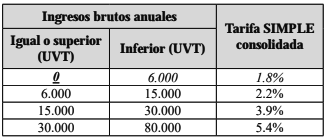 Ingresos brutos anuales
Tarifa SIMPLE
consolidada
Igual o superior
(UVT)
Inferior (UVT)
0 6.000 1.8%
6.000 15.000 2.2%
15.000 30.000 3.9%
30.000 80.000 5.4%